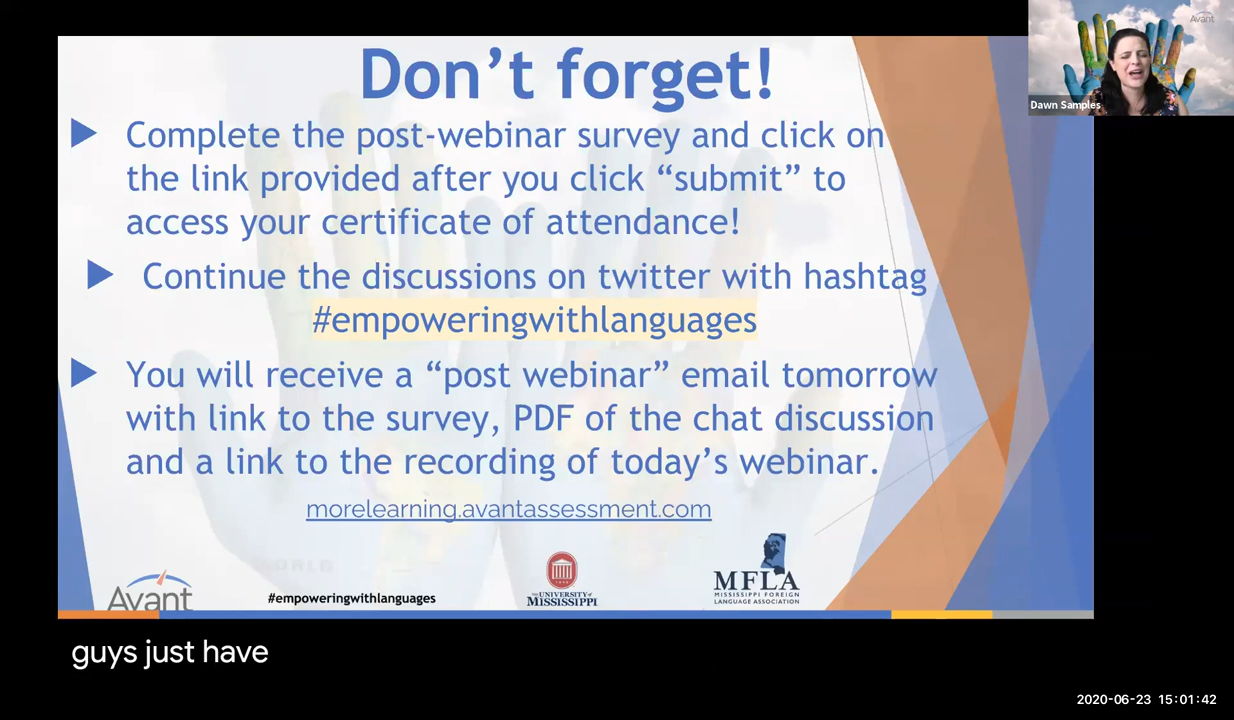 Avant
Dawn Samples
Don’t forget!
Complete the post-webinar survey and click on
the link provided after you click “submit” to
access your certificate of attendance!
Continue the discussions on twitter with hashtag
#empoweringwithlanguages
You will receive a “post webinar” email tomorrow
with link to the survey, PDF of the chat discussion
and a link to the recording of today’s webinar.
morelearning.avantassessment.com
Avant
#empoweringwithlanguages
THE UNIVERSITY of
MISSISSIPPI
MFLA
MISSISSIPPI FOREIGN
LANGUAGE ASSOCIATION
guys just have
2020-06-23 15:01:42